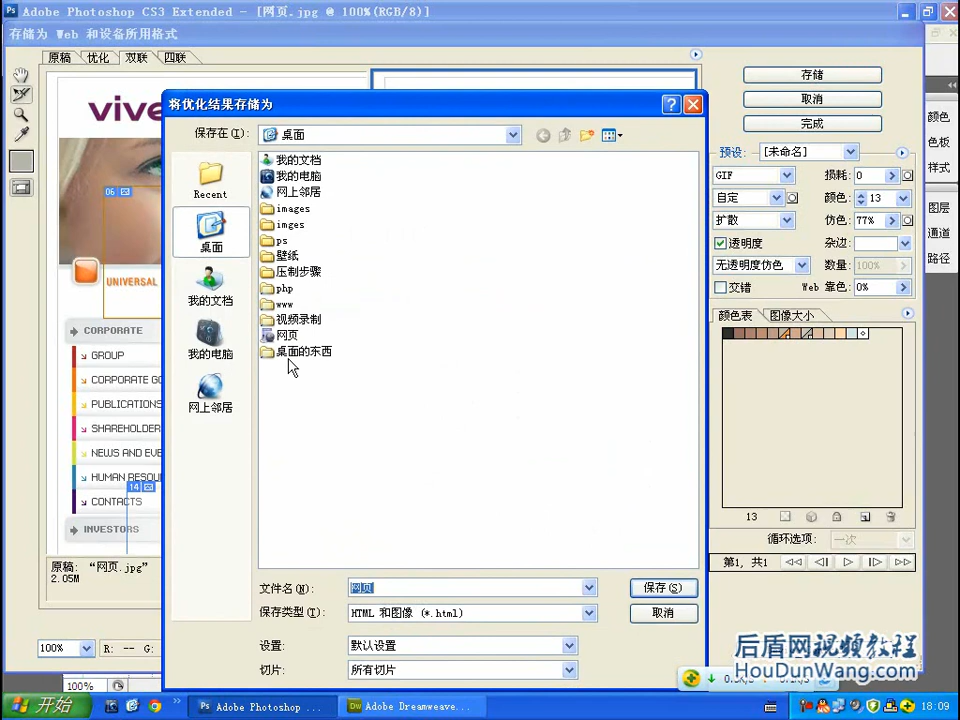 Adobe Photoshop CS3 Extended - [网页.jpg @ 100%(RGB/8)]
存储为 Web 和设备所用格式
原稿 优化 双联 四联
存储
取消
完成
预设: [未命名]
GIF 损耗: 0
自定 颜色: 13
扩散 仿色: 77%
透明度 杂边:
无透明度仿色 数量: 100%
交错 Web 靠色: 0%
颜色表 图像大小
13
循环选项: 一次
第1, 共1
颜色
色板
样式
图层
通道
路径
将优化结果存储为
保存在(I): 桌面
Recent
桌面
我的文档
我的电脑
网上邻居
我的文档
我的电脑
网上邻居
images
imges
ps
壁纸
压制步骤
php
www
视频录制
网页
桌面的东西
文件名(N): 网页
保存(S)
保存类型(T): HTML 和图像 (*.html)
取消
设置: 默认设置
切片: 所有切片
06
UNIVERSAL
CORPORATE
GROUP
CORPORATE GO
PUBLICATIONS
SHAREHOLDER
NEWS AND EVE
HUMAN RESOU
14
CONTACTS
INVESTORS
原稿: “网页.jpg”
2.05M
100% R: -- G:
100%
后盾网视频教程
HouDunWang.com
开始
Adobe Photoshop ...
Adobe Dreamweave...
18:09